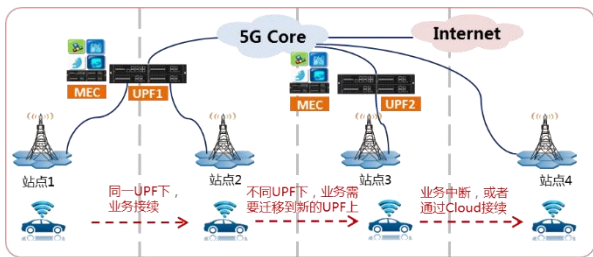 5G Core
Internet
MEC
UPF1
MEC
UPF2
站点1
站点2
站点3
站点4
同一UPF下，
业务接续
不同UPF下，业务需
要迁移到新的UPF上
业务中断，或者
通过Cloud接续